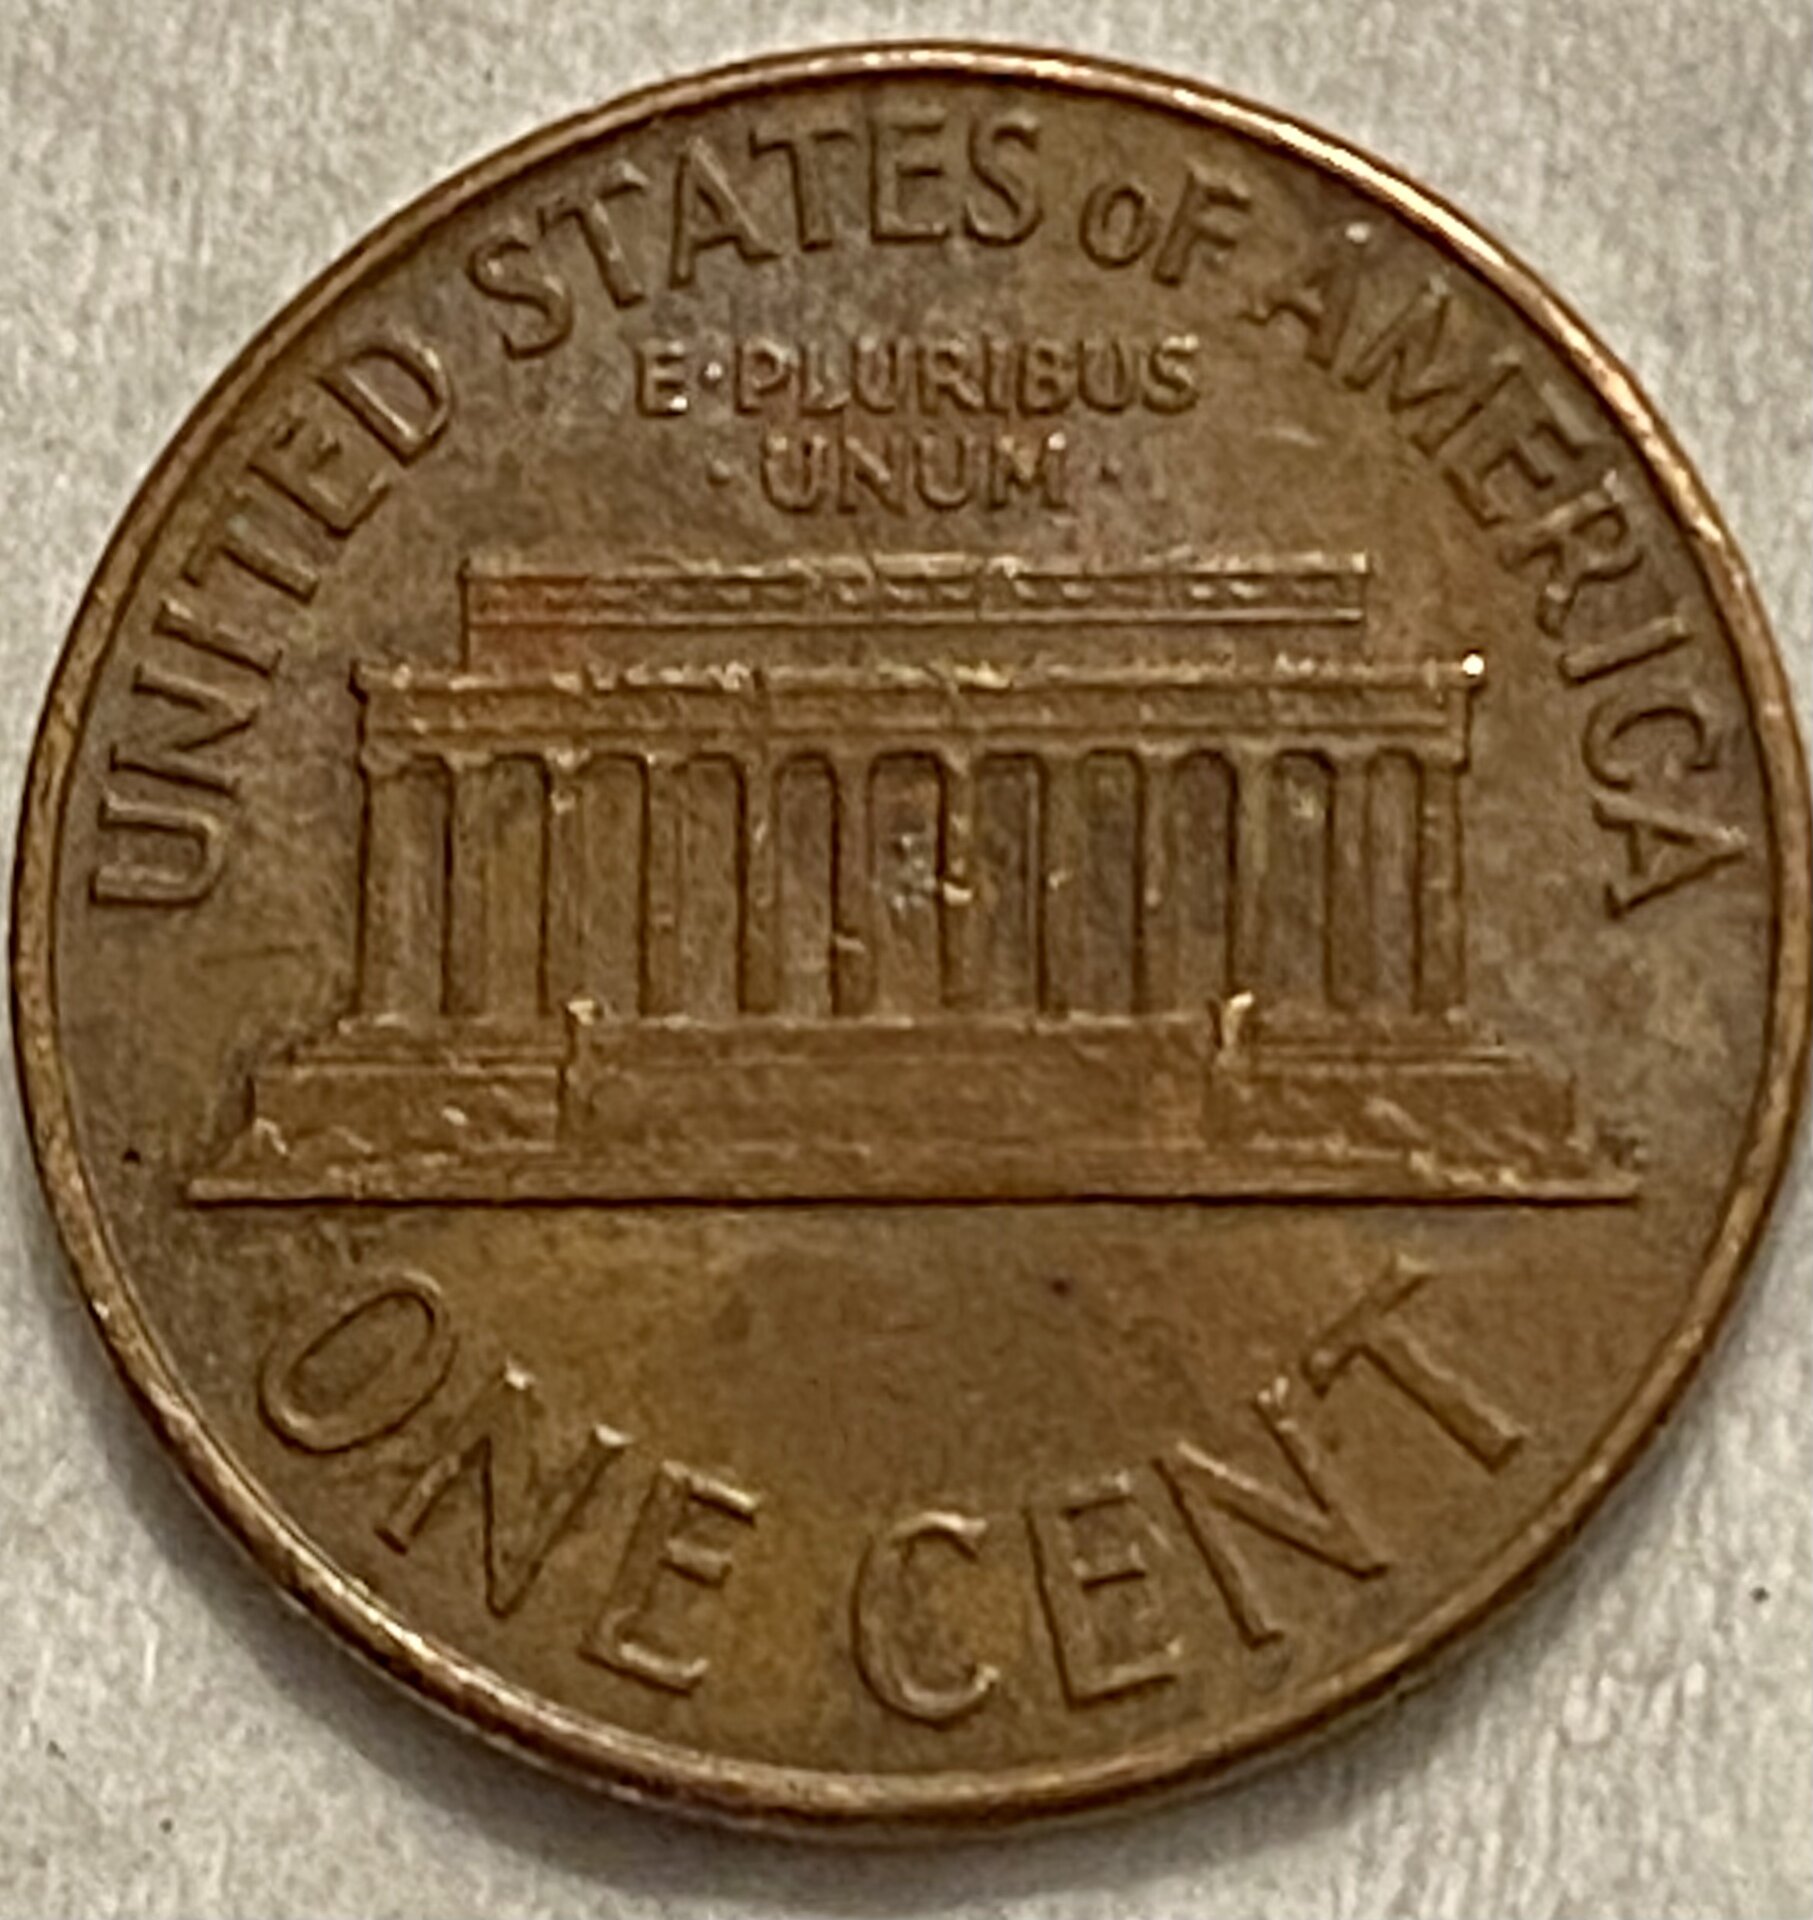 UNITED STATES OF AMERICA
E·PLURIBUS
·UNUM·
ONE CENT